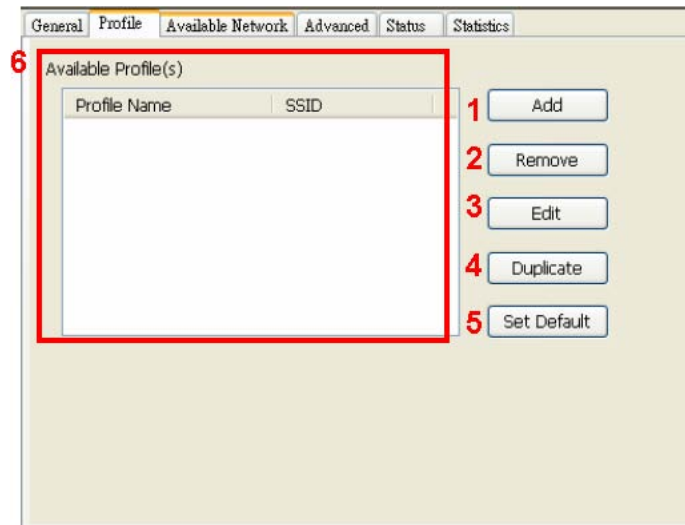 General Profile Available Network Advanced Status Statistics
6 Available Profile(s)
Profile Name SSID
1 Add
2 Remove
3 Edit
4 Duplicate
5 Set Default